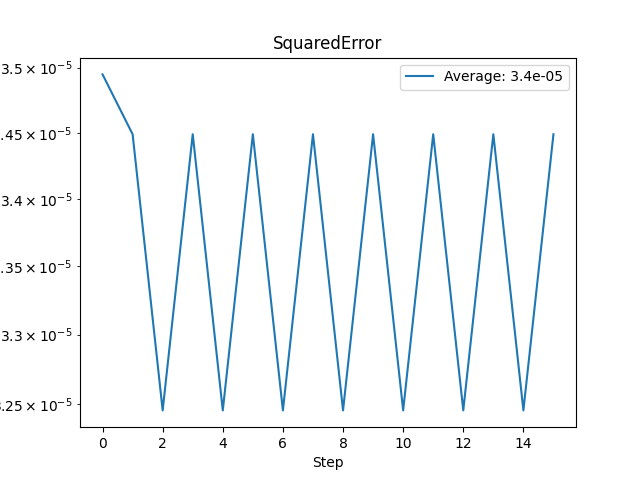 SquaredError
Average: 3.4e-05
3.5 × 10⁻⁵
.45 × 10⁻⁵
3.4 × 10⁻⁵
.35 × 10⁻⁵
3.3 × 10⁻⁵
3.25 × 10⁻⁵
0 2 4 6 8 10 12 14
Step